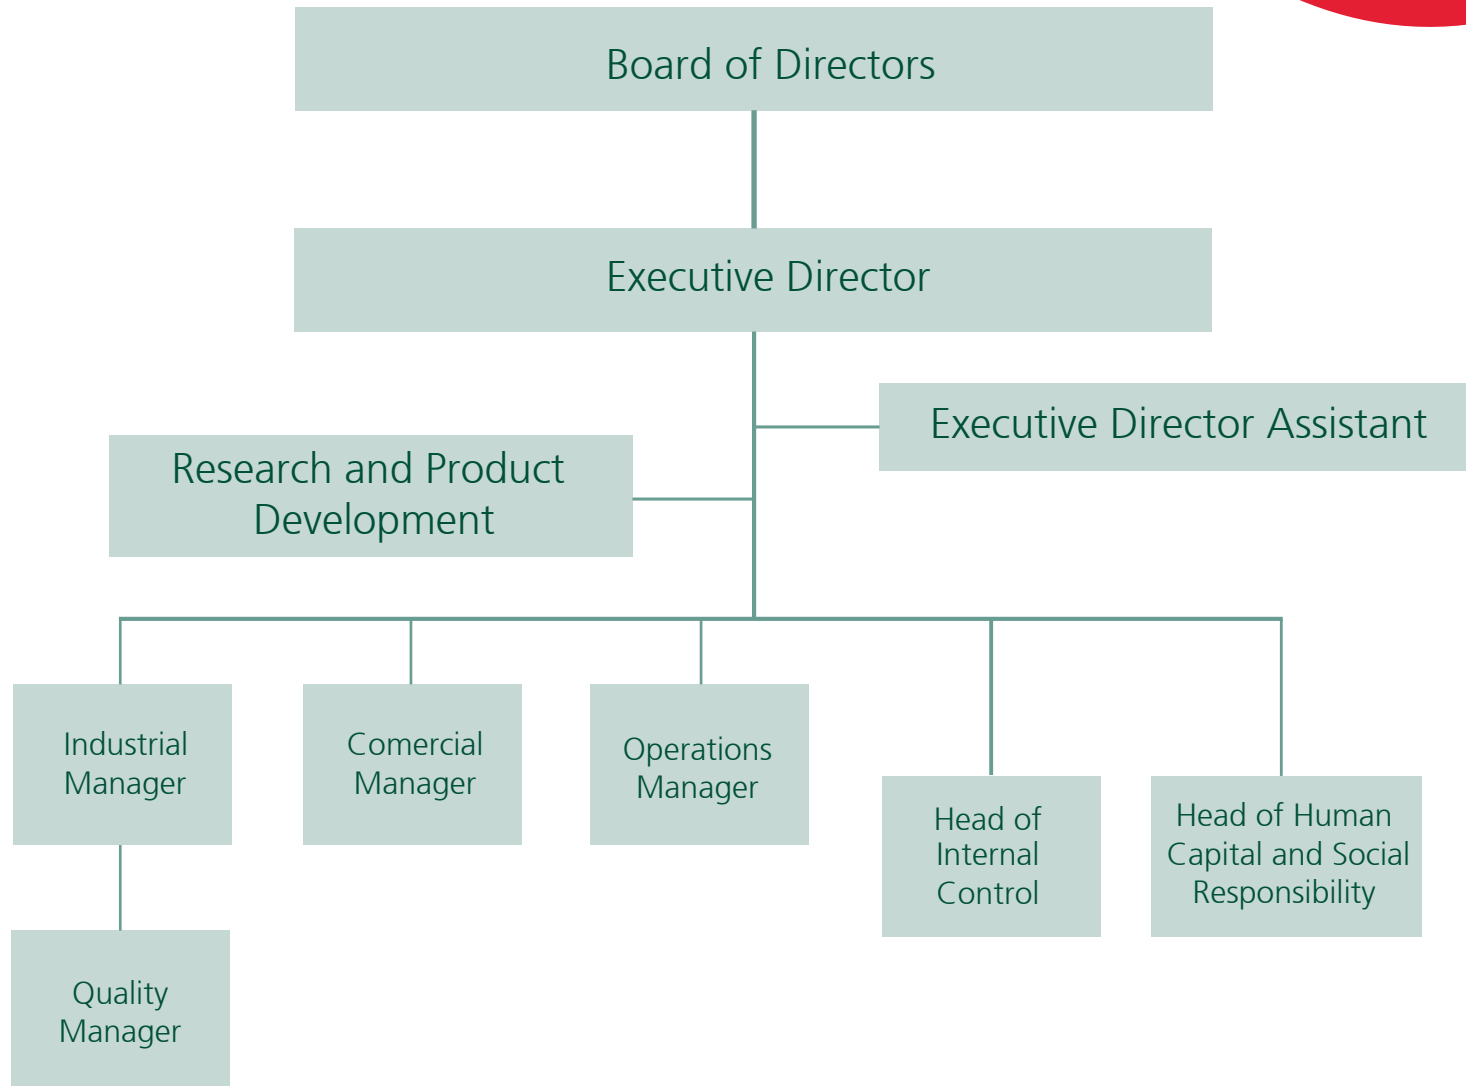 Board of Directors
Executive Director
Executive Director Assistant
Research and Product
Development
Industrial
Manager
Comercial
Manager
Operations
Manager
Head of
Internal
Control
Head of Human
Capital and Social
Responsibility
Quality
Manager